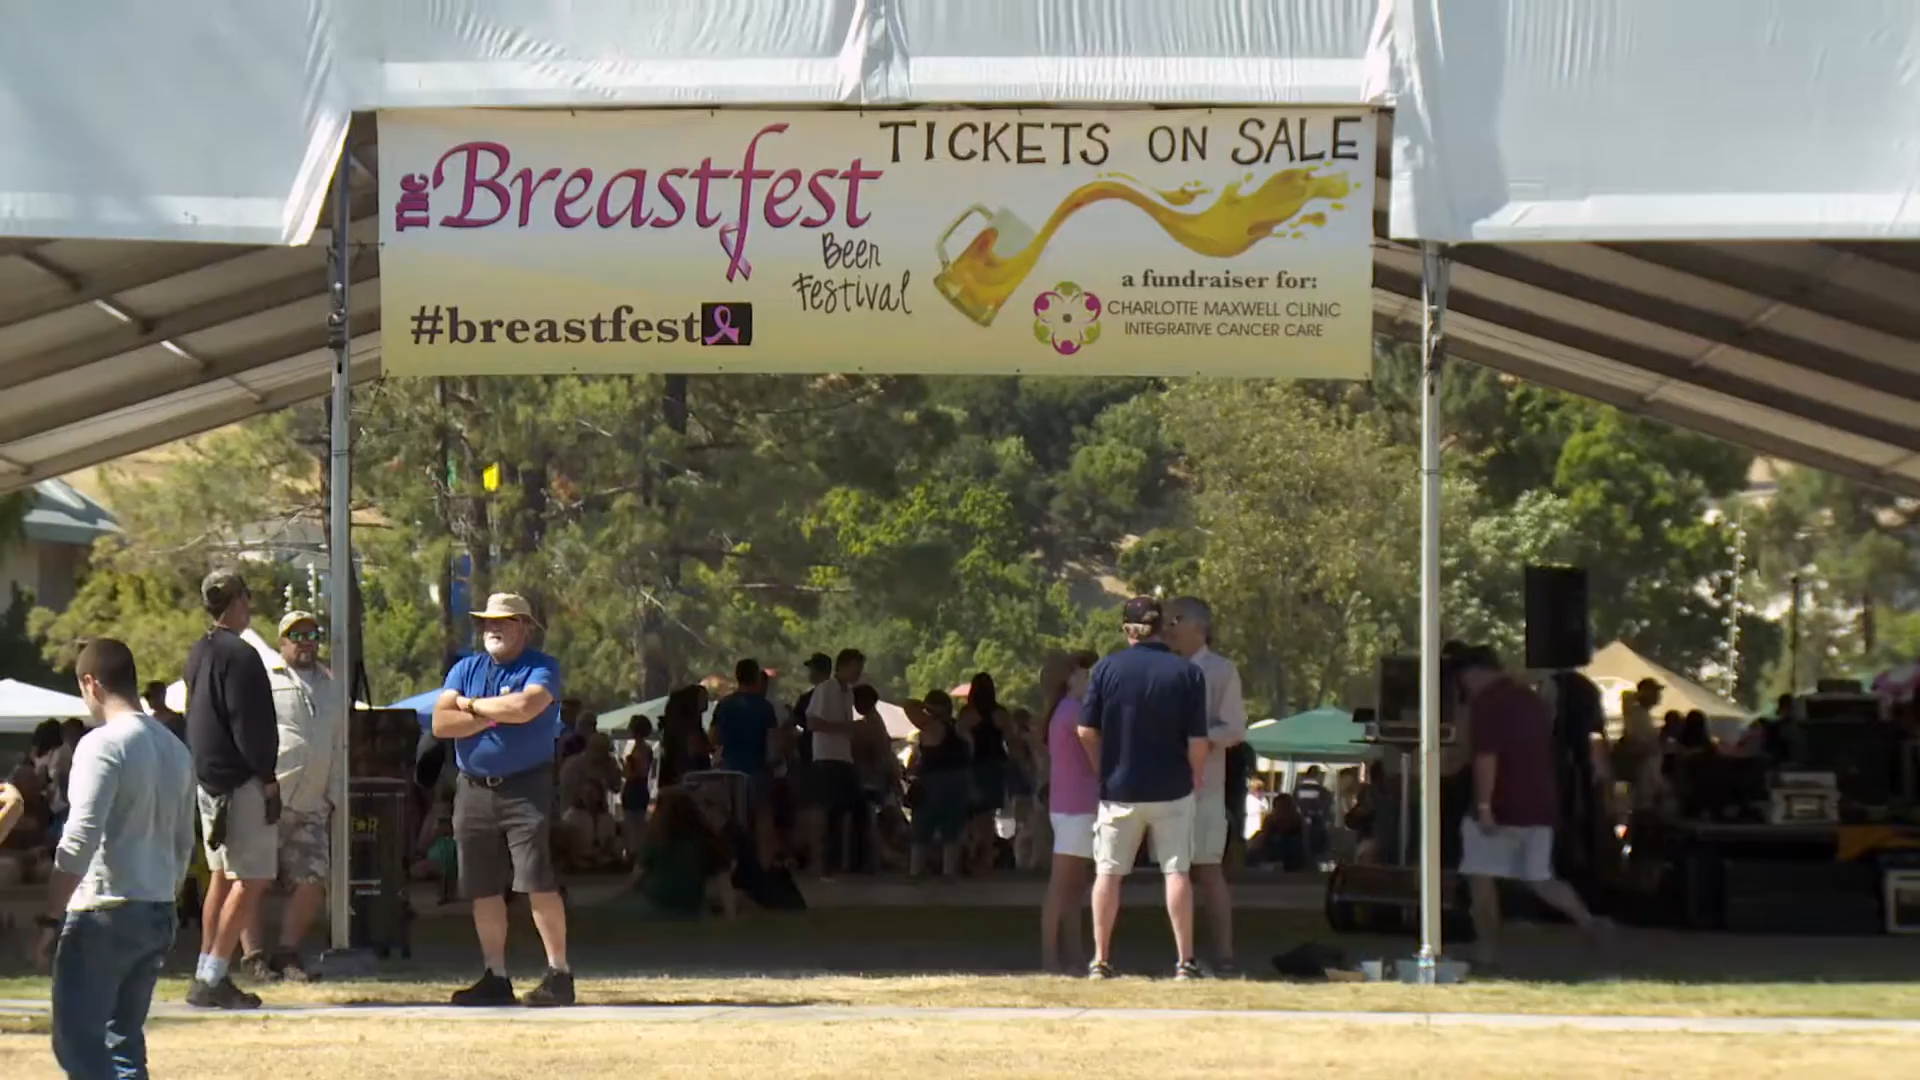 TICKETS ON SALE
The Breastfest
Beer
Festival
#breastfest
a fundraiser for:
CHARLOTTE MAXWELL CLINIC
INTEGRATIVE CANCER CARE